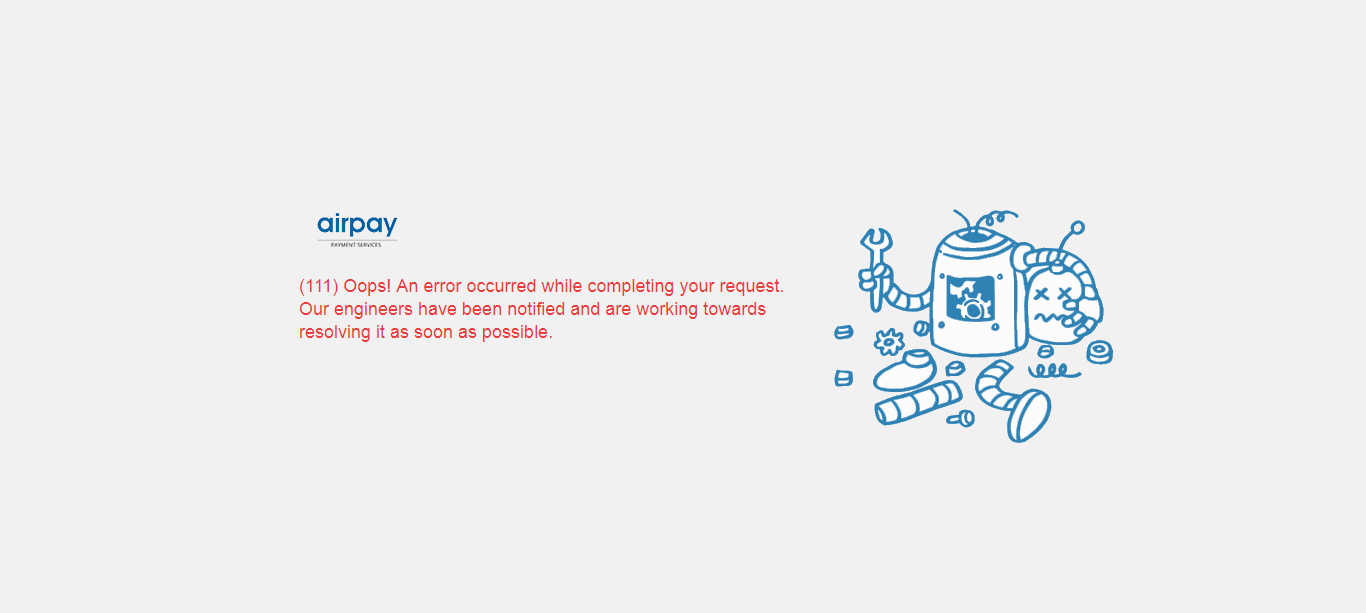 airpay
PAYMENT SERVICES
(111) Oops! An error occurred while completing your request.
Our engineers have been notified and are working towards
resolving it as soon as possible.